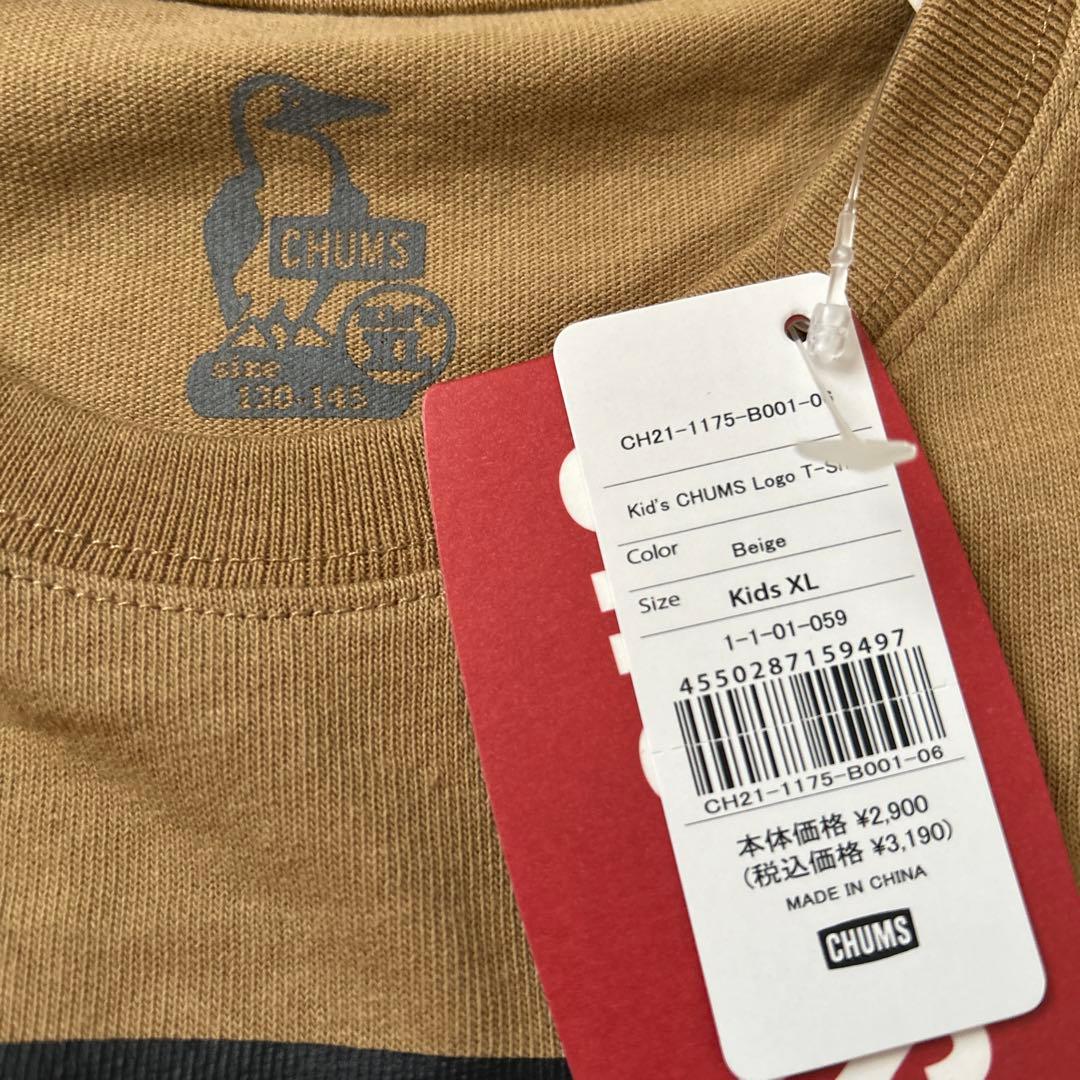 CHUMS
XL
size
130-145
CH21-1175-B001-06
Kid's CHUMS Logo
Color Beige
Size Kids XL
1-1-01-059
4550287159497
CH21-1175-B001-06
本体価格 ¥2,900
(税込価格 ¥3,190)
MADE IN CHINA
CHUMS